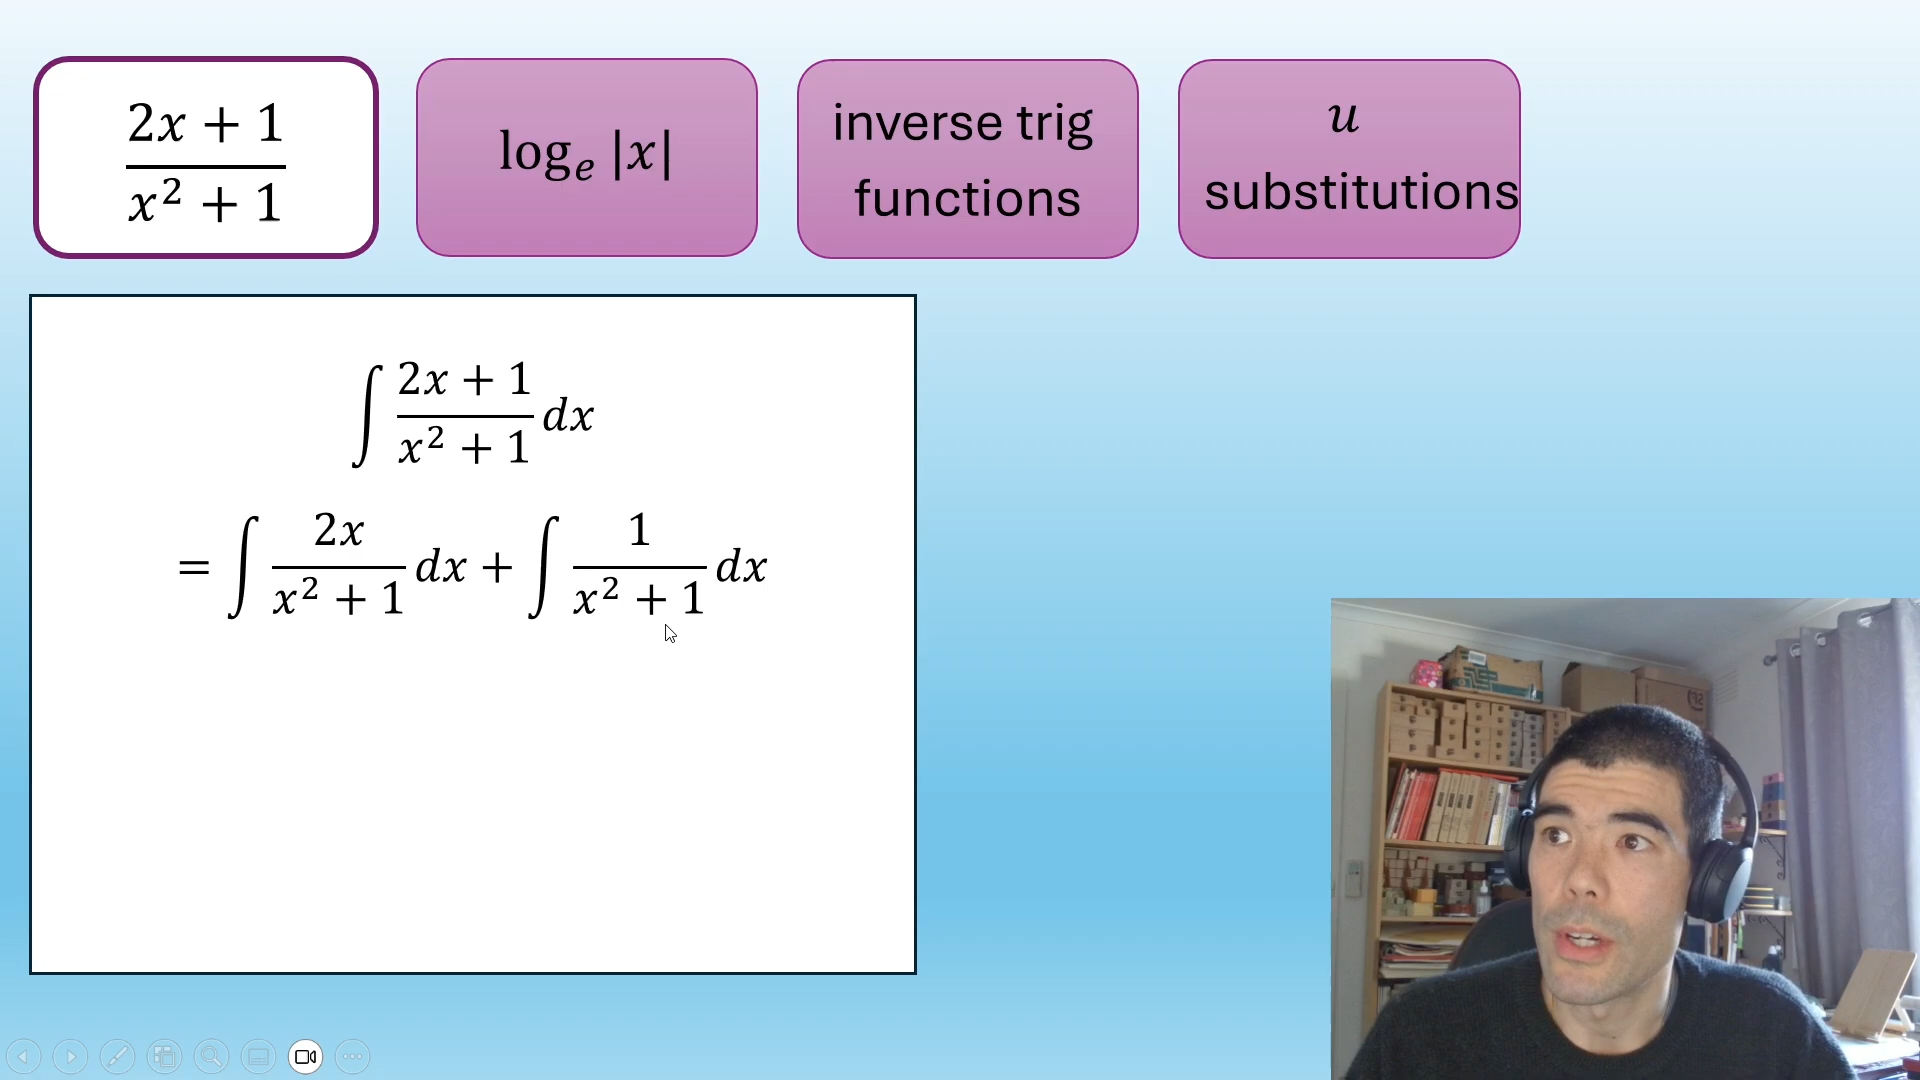 2x + 1
x² + 1
logₑ |x|
inverse trig
functions
u
substitutions
∫ (2x + 1)/(x² + 1) dx
= ∫ 2x/(x² + 1) dx + ∫ 1/(x² + 1) dx